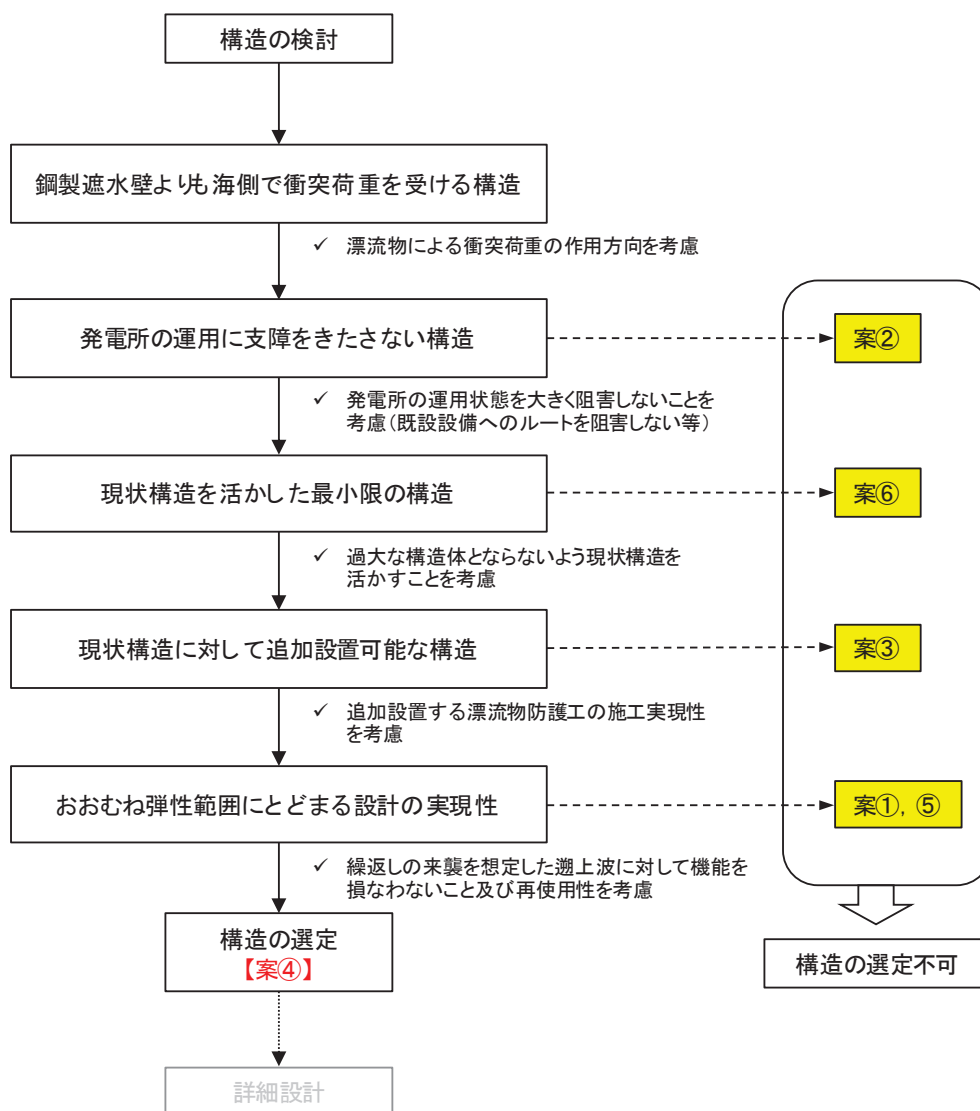 構造の検討
鋼製遮水壁よりも海側で衝突荷重を受ける構造
✓ 漂流物による衝突荷重の作用方向を考慮
発電所の運用に支障をきたさない構造
案②
✓ 発電所の運用状態を大きく阻害しないことを
考慮(既設設備へのルートを阻害しない等)
現状構造を活かした最小限の構造
案⑥
✓ 過大な構造体とならないよう現状構造を
活かすことを考慮
現状構造に対して追加設置可能な構造
案③
✓ 追加設置する漂流物防護工の施工実現性
を考慮
おおむね弾性範囲にとどまる設計の実現性
案①, ⑤
✓ 繰返しの来襲を想定した遡上波に対して機能を
損なわないこと及び再使用性を考慮
構造の選定
【案④】
構造の選定不可
詳細設計